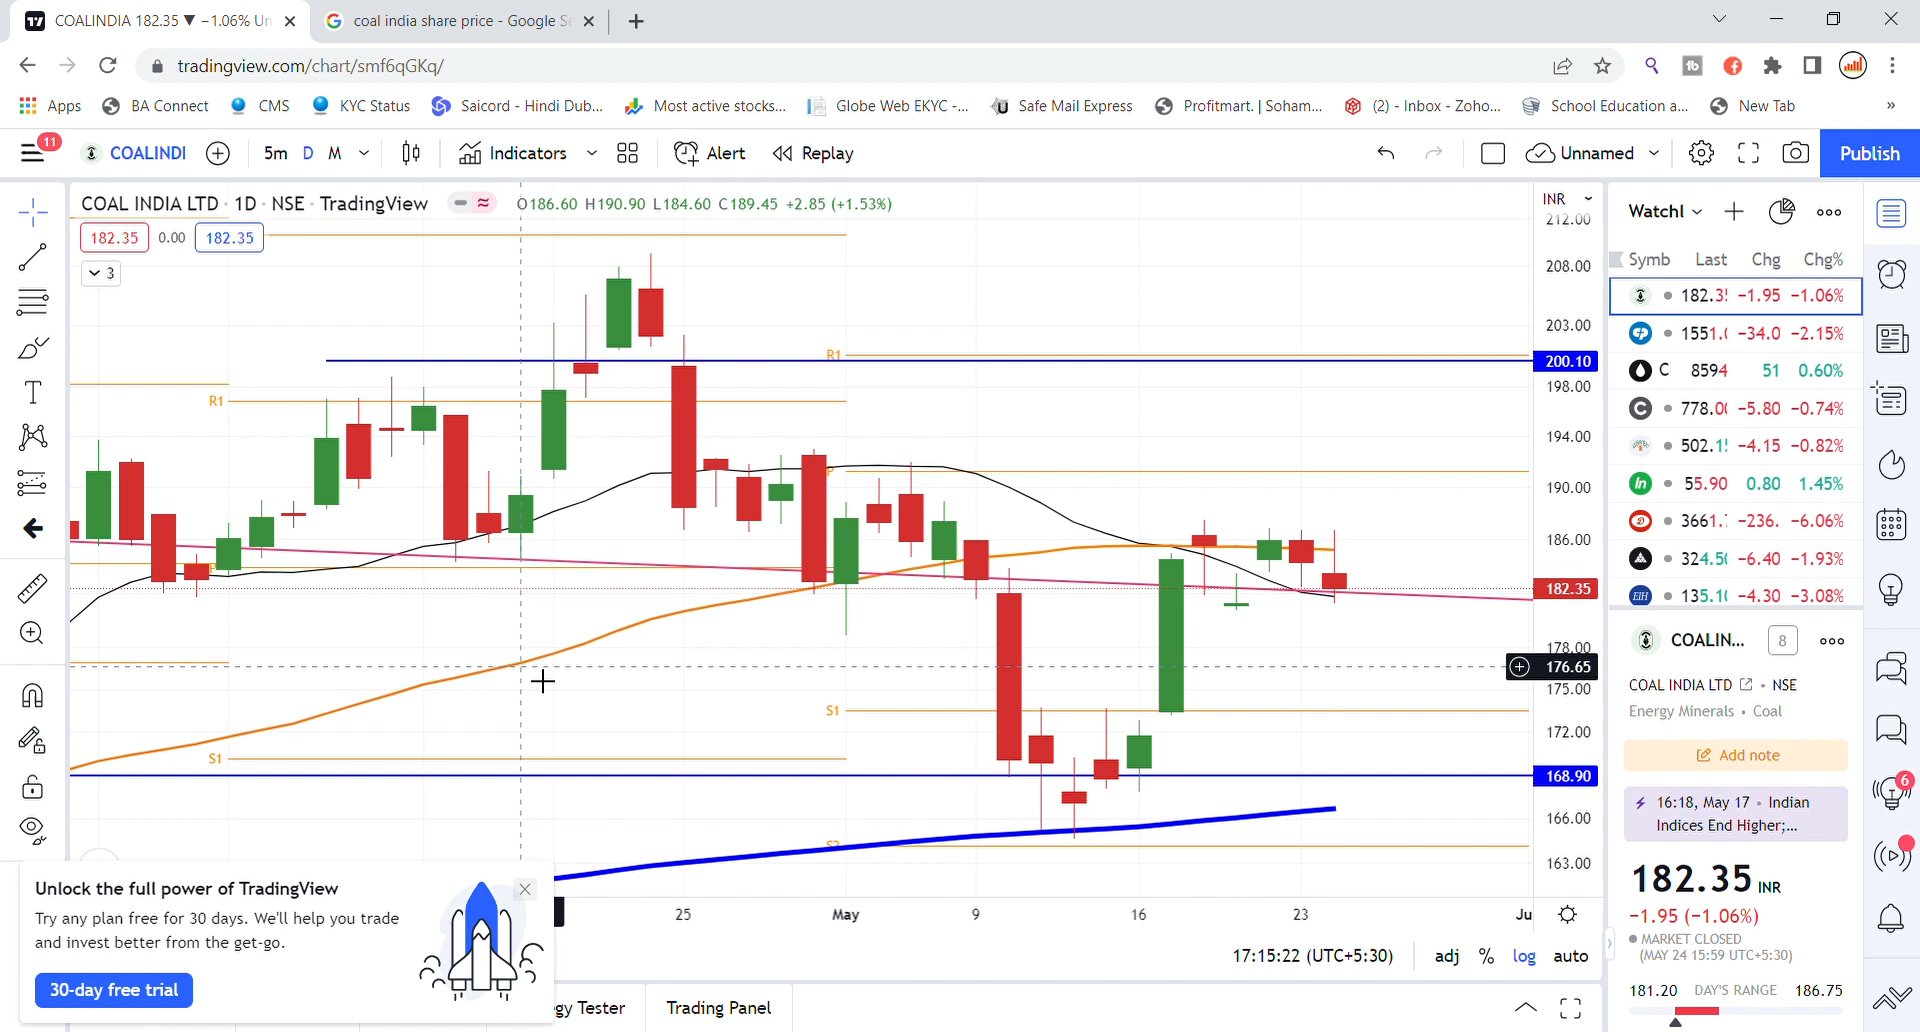 COALINDIA 182.35 ▼ −1.06% Un
coal india share price - Google Se
tradingview.com/chart/smf6qGKq/
Apps
BA Connect
CMS
KYC Status
Saicord - Hindi Dub...
Most active stocks...
Globe Web EKYC -...
Safe Mail Express
Profitmart. | Soham...
(2) - Inbox - Zoho...
School Education a...
New Tab
»
11
COALINDI
5m D M
Indicators
Alert
Replay
Unnamed
Publish
COAL INDIA LTD · 1D · NSE · TradingView
O186.60 H190.90 L184.60 C189.45 +2.85 (+1.53%)
182.35 0.00 182.35
3
INR
212.00
208.00
203.00
200.10
198.00
194.00
190.00
186.00
182.35
178.00
176.65
175.00
172.00
168.90
166.00
163.00
R1
R1
P
S1
S1
25 May 9 16 23 Ju
17:15:22 (UTC+5:30) adj % log auto
Unlock the full power of TradingView
Try any plan free for 30 days. We'll help you trade
and invest better from the get-go.
30-day free trial
gy Tester
Trading Panel
Watchl
Symb Last Chg Chg%
182.3 −1.95 −1.06%
1551.( −34.0 −2.15%
C 8594 51 0.60%
778.0 −5.80 −0.74%
502.1 −4.15 −0.82%
In 55.90 0.80 1.45%
3661. −236. −6.06%
324.5 −6.40 −1.93%
EIH 135.1 −4.30 −3.08%
COALIN... 8
COAL INDIA LTD • NSE
Energy Minerals • Coal
Add note
16:18, May 17 • Indian
Indices End Higher;...
182.35 INR
−1.95 (−1.06%)
MARKET CLOSED
(MAY 24 15:59 UTC+5:30)
181.20 DAY'S RANGE 186.75
6